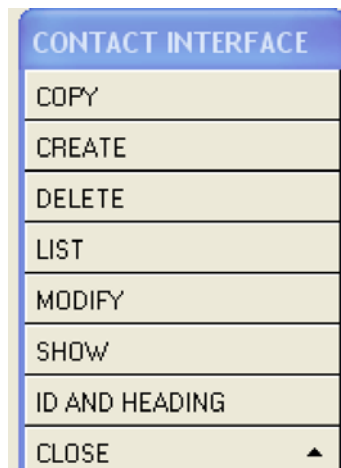 CONTACT INTERFACE
COPY
CREATE
DELETE
LIST
MODIFY
SHOW
ID AND HEADING
CLOSE